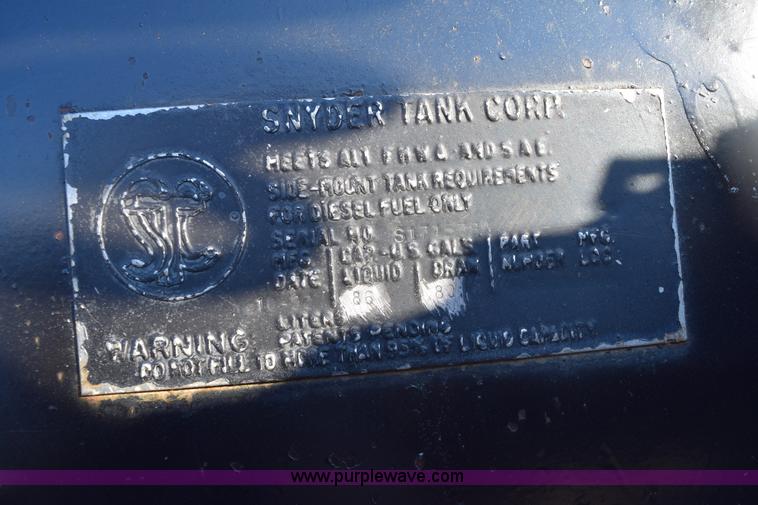 SNYDER TANK CORP.
MEETS ALL F H W A. AND S A E.
SIDE-MOUNT TANK REQUIREMENTS
FOR DIESEL FUEL ONLY
SERIAL NO.
MFG. CAP.-U S GALS PART MFG.
DATE LIQUID DRAW NUMBER LOC.
86
LITER
PATENTS PENDING
WARNING
DO NOT FILL TO MORE THAN 95% OF LIQUID CAPACITY
www.purplewave.com